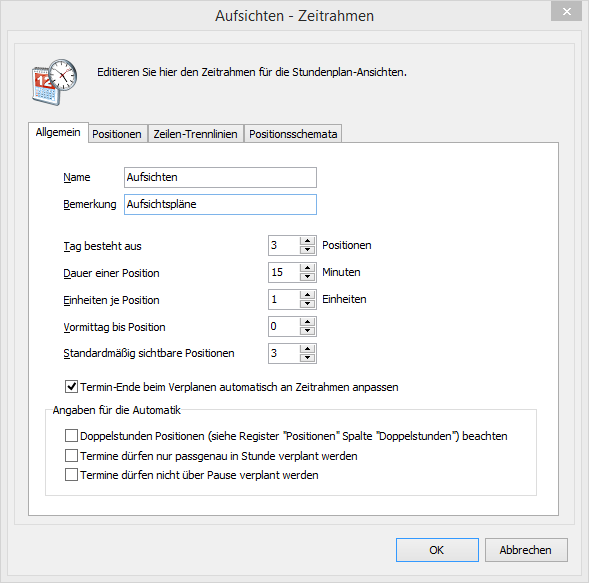 Aufsichten - Zeitrahmen
12
Editieren Sie hier den Zeitrahmen für die Stundenplan-Ansichten.
Allgemein Positionen Zeilen-Trennlinien Positionsschemata
Name Aufsichten
Bemerkung Aufsichtspläne
Tag besteht aus 3 Positionen
Dauer einer Position 15 Minuten
Einheiten je Position 1 Einheiten
Vormittag bis Position 0
Standardmäßig sichtbare Positionen 3
Termin-Ende beim Verplanen automatisch an Zeitrahmen anpassen
Angaben für die Automatik
Doppelstunden Positionen (siehe Register "Positionen" Spalte "Doppelstunden") beachten
Termine dürfen nur passgenau in Stunde verplant werden
Termine dürfen nicht über Pause verplant werden
OK Abbrechen